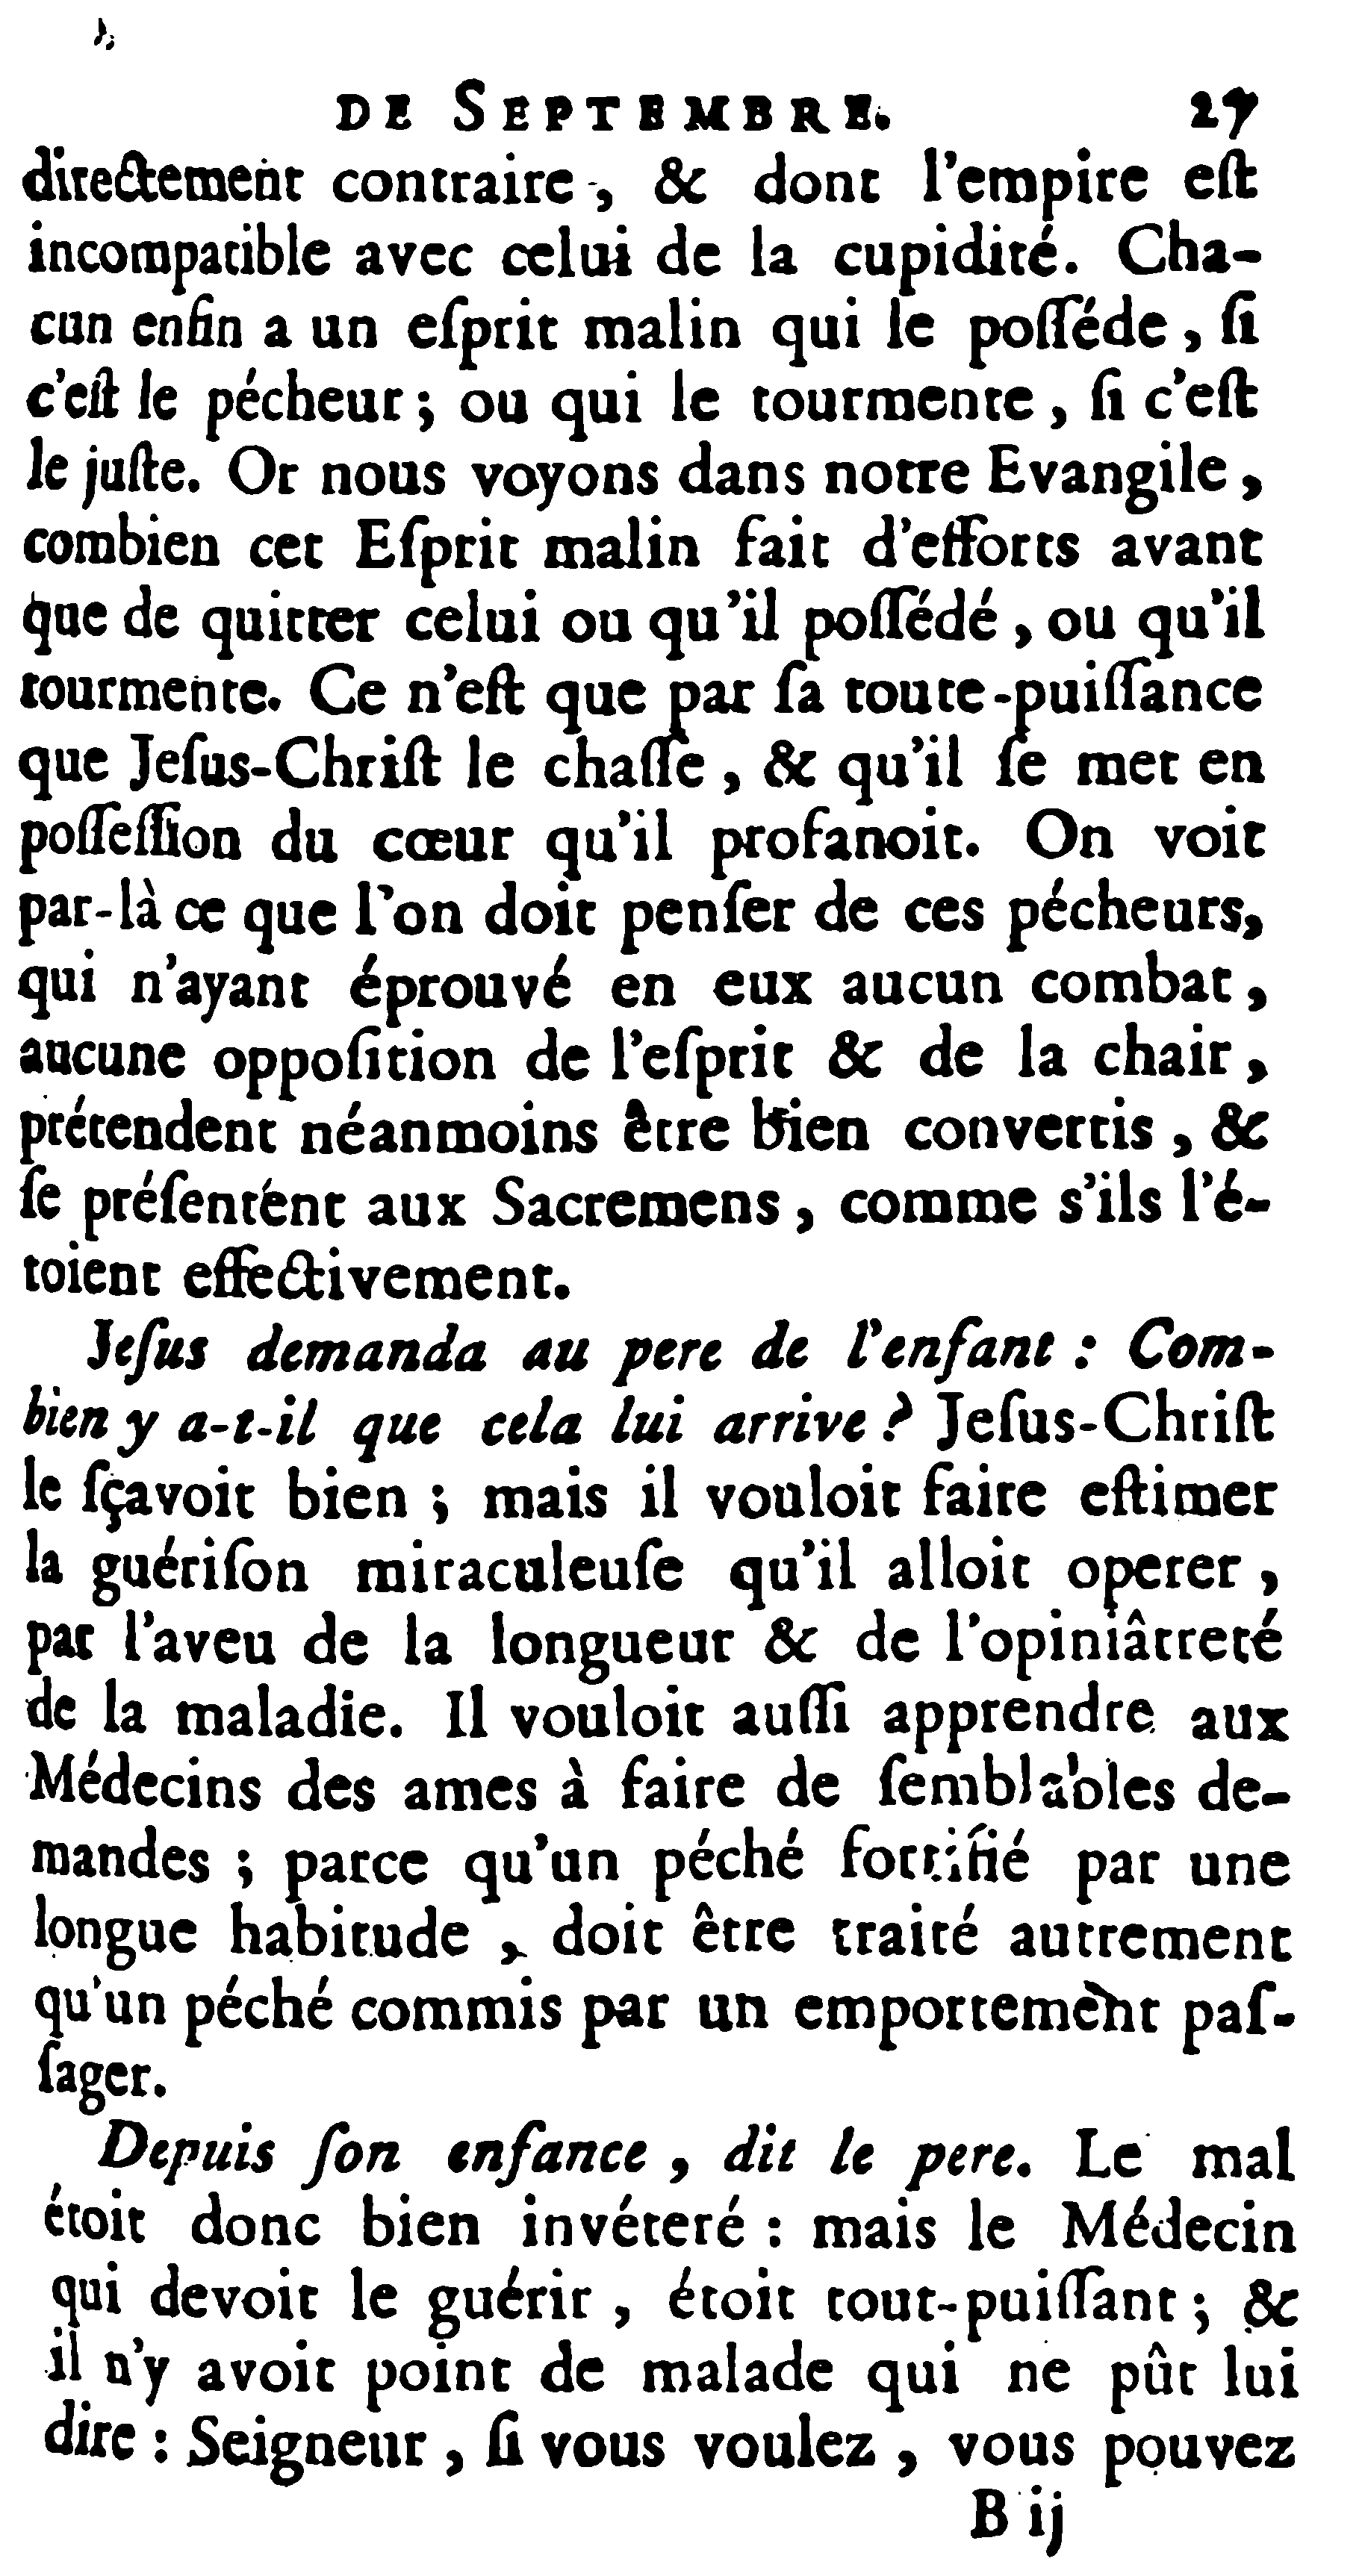 DE SEPTEMBRE. 27
directement contraire, & dont l'empire est
incompatible avec celui de la cupidité. Cha-
cun enfin a un eſprit malin qui le poſſéde, ſi
c'eſt le pécheur; ou qui le tourmente, ſi c'eſt
le juſte. Or nous voyons dans notre Evangile,
combien cet Eſprit malin fait d'efforts avant
que de quitter celui ou qu'il poſſédé, ou qu'il
tourmente. Ce n'eſt que par ſa toute-puiſſance
que Jeſus-Chriſt le chaſſe, & qu'il ſe met en
poſſeſſion du cœur qu'il profanoit. On voit
par-là ce que l'on doit penſer de ces pécheurs,
qui n'ayant éprouvé en eux aucun combat,
aucune oppoſition de l'eſprit & de la chair,
prétendent néanmoins être bien convertis, &
ſe préſentent aux Sacremens, comme s'ils l'é-
toient effectivement.
Jeſus demanda au pere de l'enfant : Com-
bien y a-t-il que cela lui arrive ? Jeſus-Chriſt
le ſçavoit bien ; mais il vouloit faire eſtimer
la guériſon miraculeuſe qu'il alloit operer,
par l'aveu de la longueur & de l'opiniâtreté
de la maladie. Il vouloit auſſi apprendre aux
Médecins des ames à faire de ſemblables de-
mandes ; parce qu'un péché fortifié par une
longue habitude, doit être traité autrement
qu'un péché commis par un emportement paſ-
ſager.
Depuis ſon enfance, dit le pere. Le mal
étoit donc bien invéteré : mais le Médecin
qui devoit le guérir, étoit tout-puiſſant ; &
il n'y avoit point de malade qui ne pût lui
dire : Seigneur, ſi vous voulez, vous pouvez
B ij